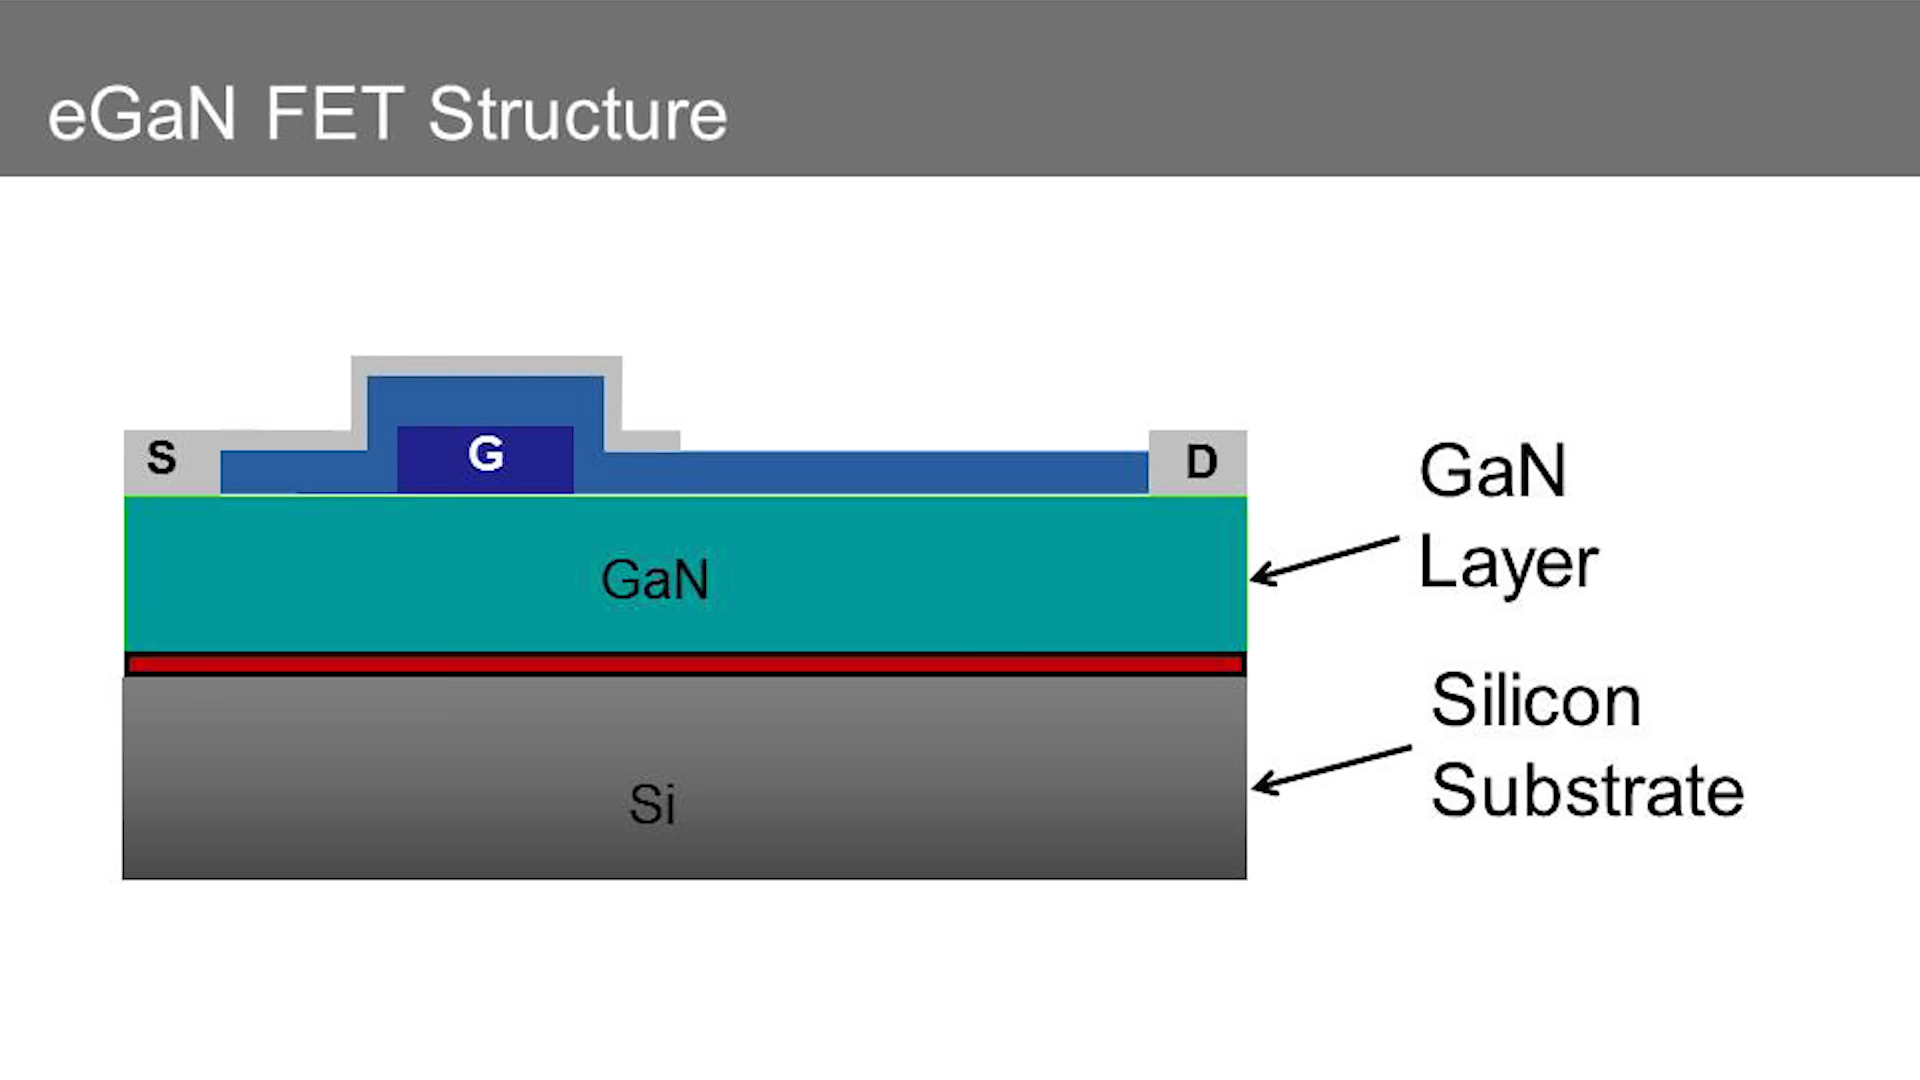 eGaN FET Structure
S
G
D
GaN
Layer
GaN
Silicon
Substrate
Si